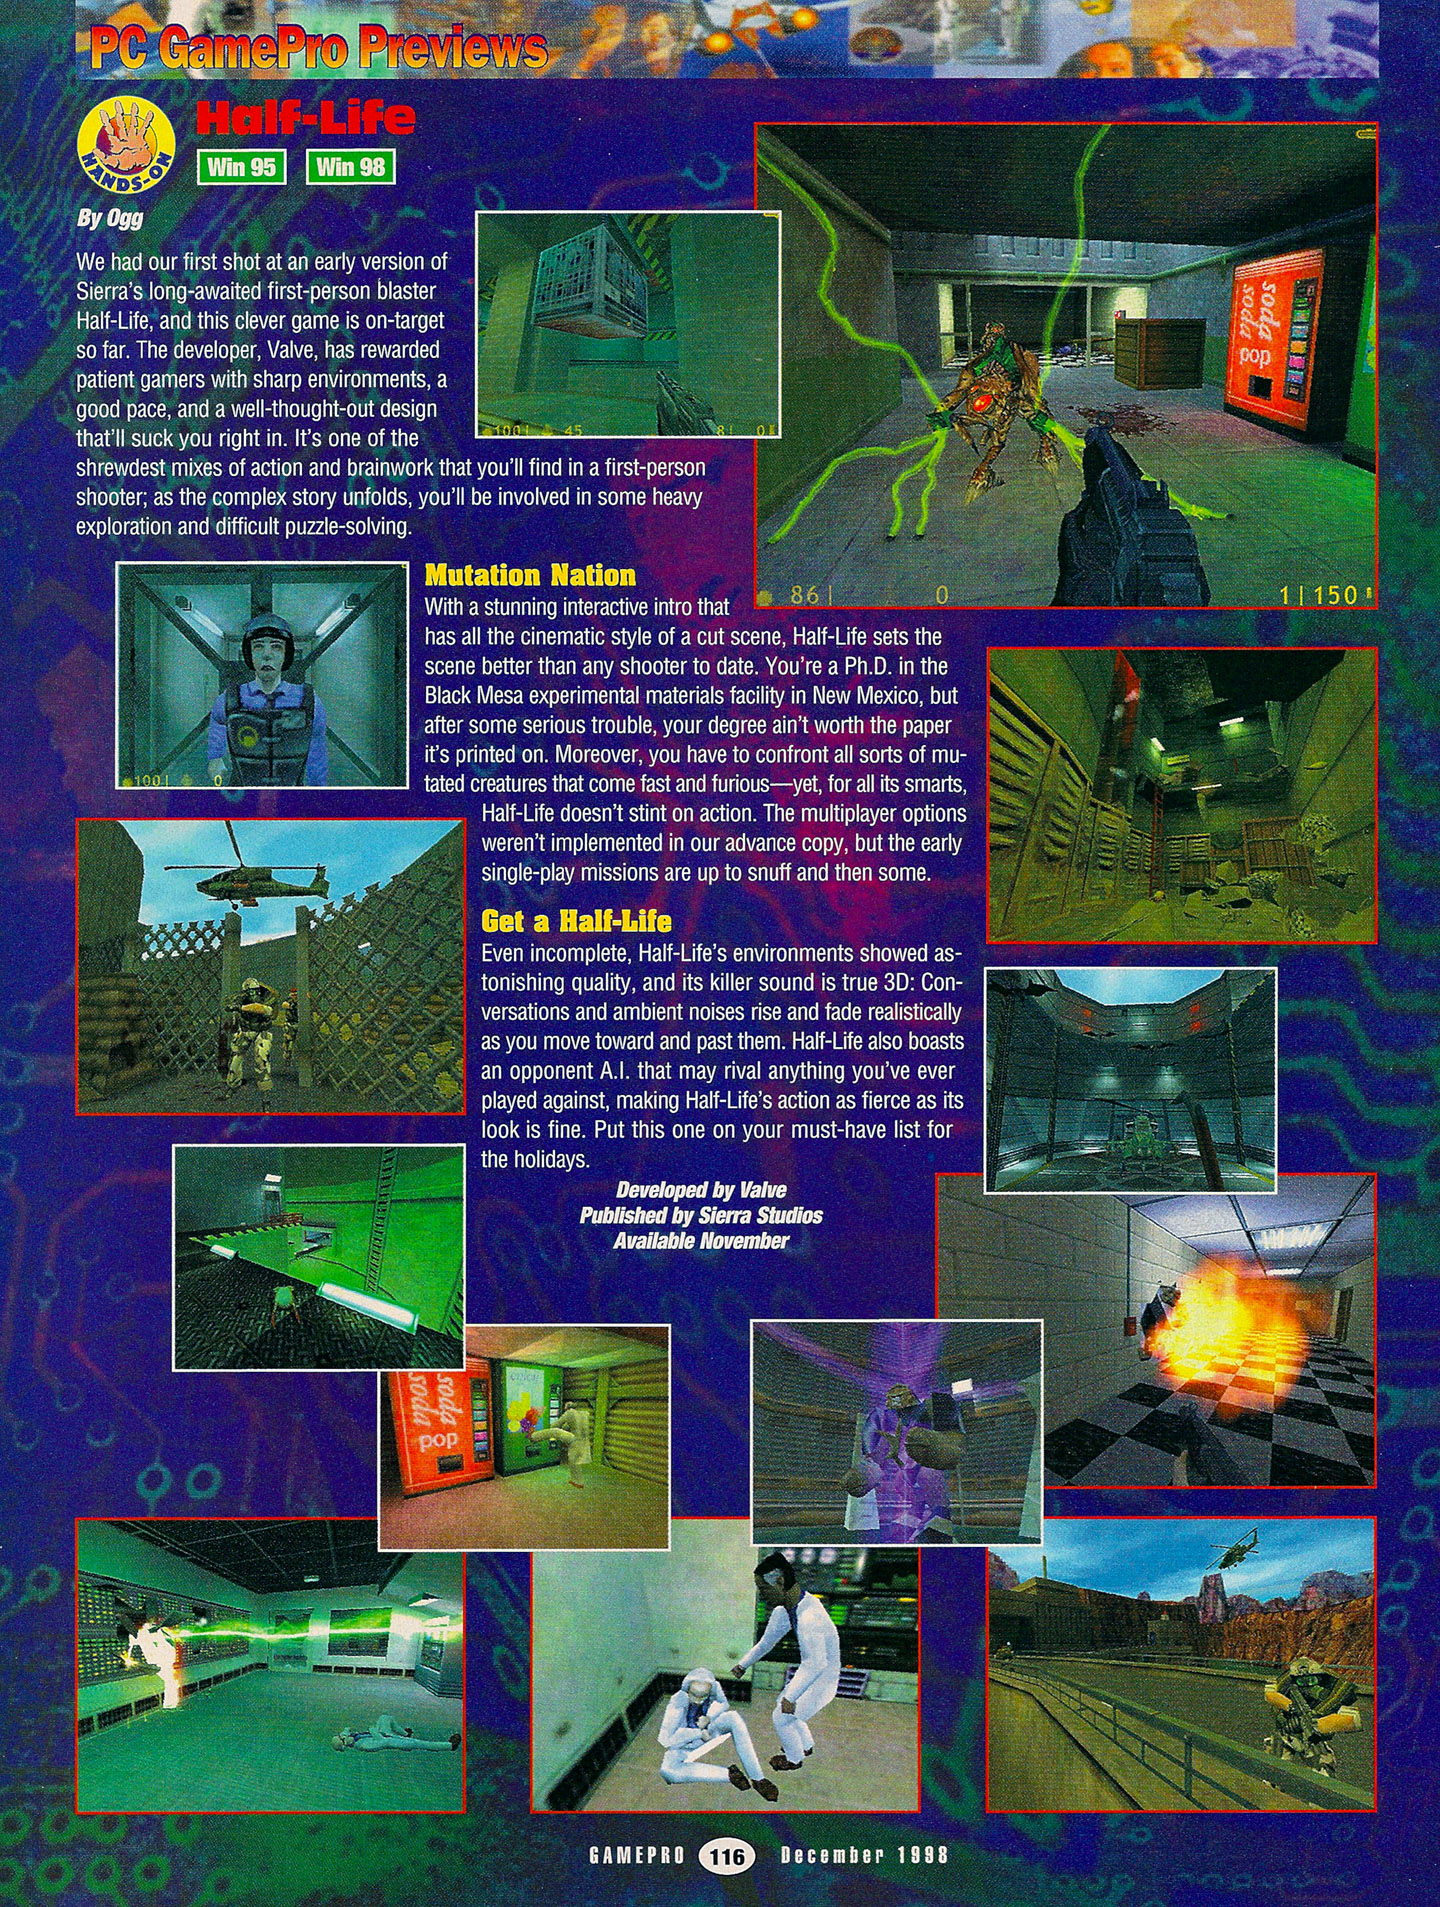 PC GamePro Previews
HANDS-ON
Half-Life
Win 95 Win 98
By Ogg
We had our first shot at an early version of
Sierra's long-awaited first-person blaster
Half-Life, and this clever game is on-target
so far. The developer, Valve, has rewarded
patient gamers with sharp environments, a
good pace, and a well-thought-out design
that'll suck you right in. It's one of the
shrewdest mixes of action and brainwork that you'll find in a first-person
shooter; as the complex story unfolds, you'll be involved in some heavy
exploration and difficult puzzle-solving.
100| 45 8| 0
soda
soda
pop
86| 0 1|150
Mutation Nation
With a stunning interactive intro that
has all the cinematic style of a cut scene, Half-Life sets the
scene better than any shooter to date. You're a Ph.D. in the
Black Mesa experimental materials facility in New Mexico, but
after some serious trouble, your degree ain't worth the paper
it's printed on. Moreover, you have to confront all sorts of mu-
tated creatures that come fast and furious—yet, for all its smarts,
Half-Life doesn't stint on action. The multiplayer options
weren't implemented in our advance copy, but the early
single-play missions are up to snuff and then some.
100| 0
Get a Half-Life
Even incomplete, Half-Life's environments showed as-
tonishing quality, and its killer sound is true 3D: Con-
versations and ambient noises rise and fade realistically
as you move toward and past them. Half-Life also boasts
an opponent A.I. that may rival anything you've ever
played against, making Half-Life's action as fierce as its
look is fine. Put this one on your must-have list for
the holidays.
Developed by Valve
Published by Sierra Studios
Available November
soda
soda
pop
GAMEPRO 116 December 1998